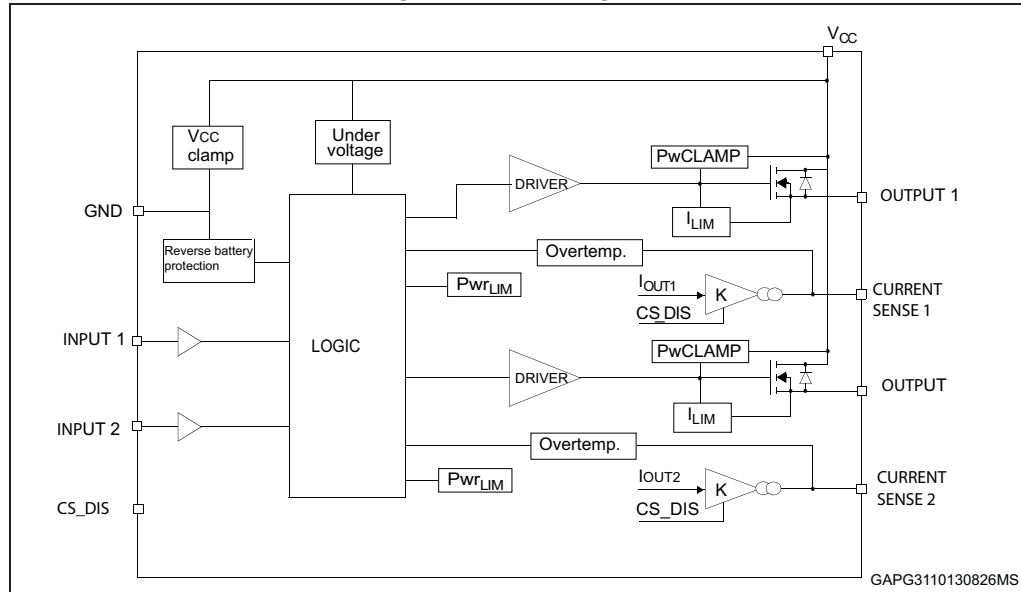 VCC
VCC
clamp
Under
voltage
PwCLAMP
DRIVER
GND
OUTPUT 1
ILIM
Reverse battery
protection
Overtemp.
PwrLIM
IOUT1
K
CURRENT
SENSE 1
CS_DIS
INPUT 1
LOGIC
PwCLAMP
DRIVER
OUTPUT
ILIM
INPUT 2
Overtemp.
PwrLIM
IOUT2
K
CURRENT
SENSE 2
CS_DIS
CS_DIS
GAPG3110130826MS